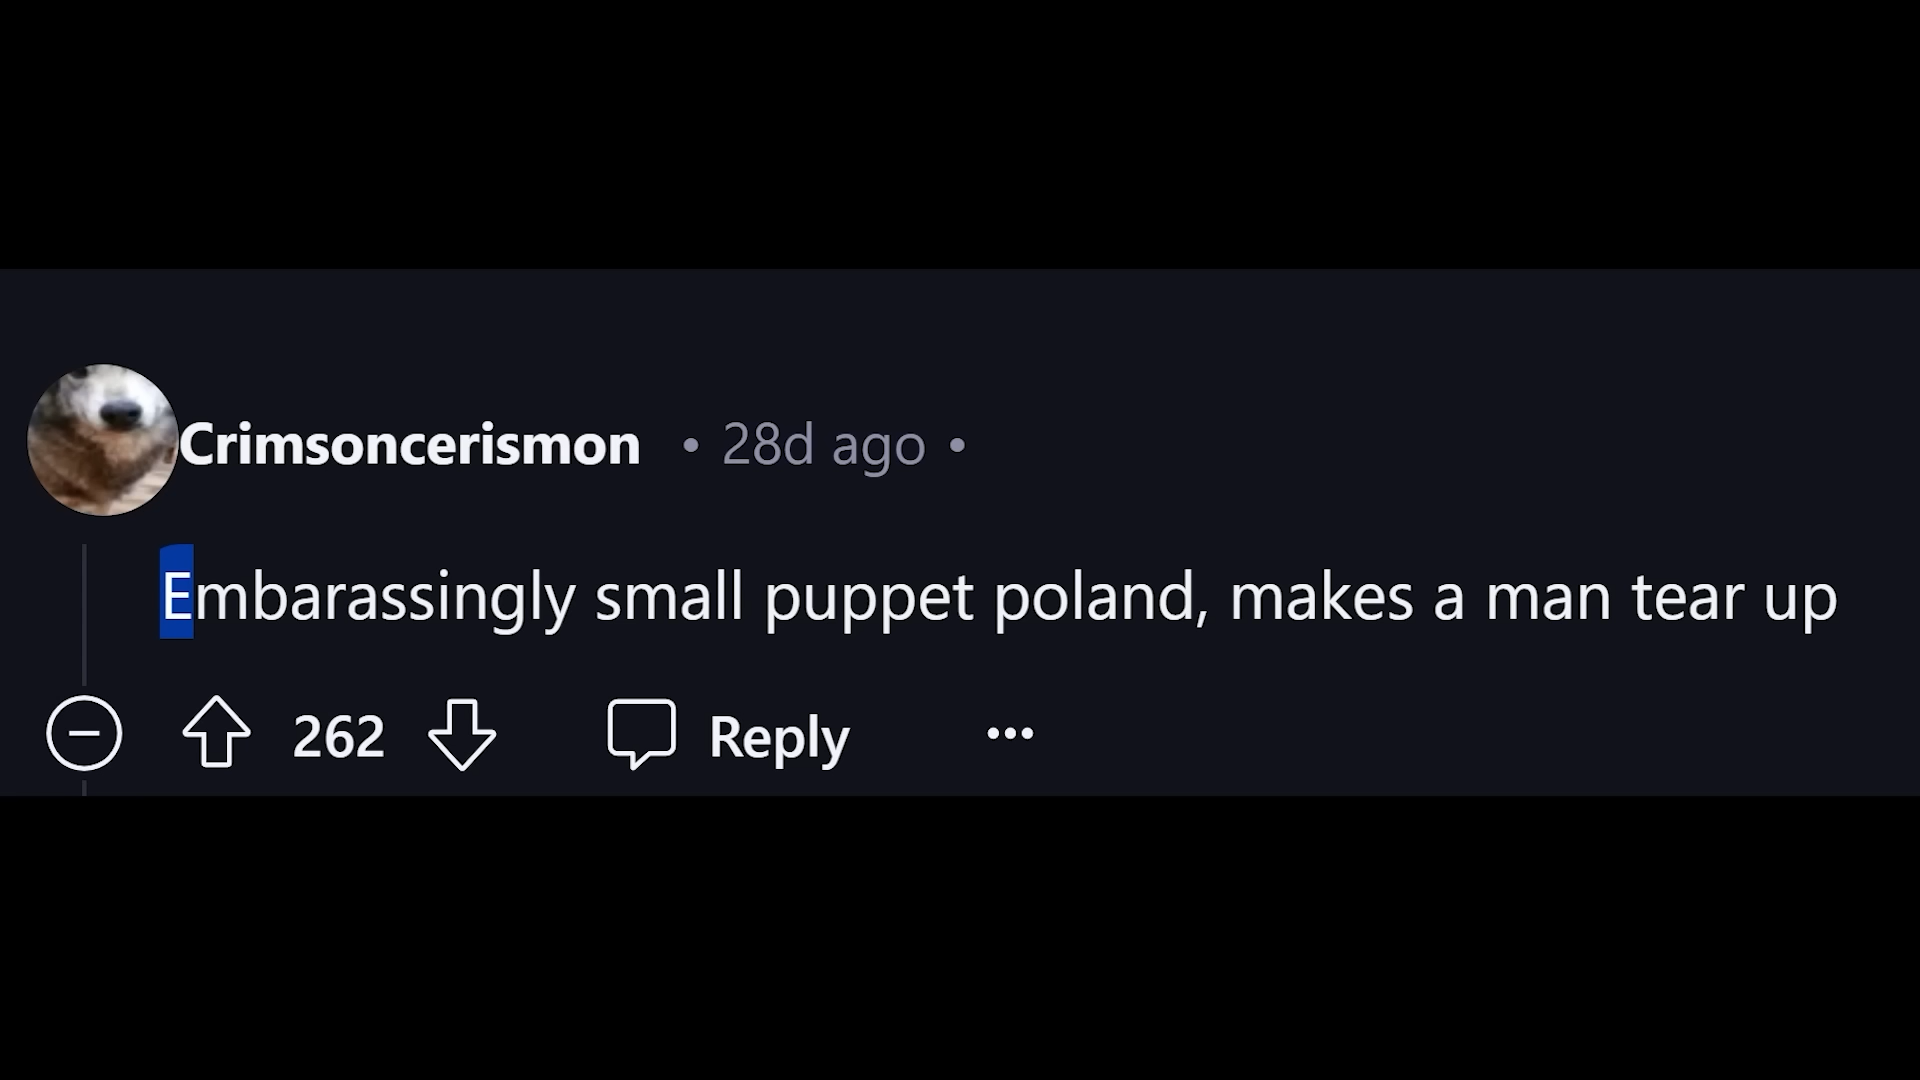 Crimsoncerismon • 28d ago •
Embarassingly small puppet poland, makes a man tear up
262 Reply ...